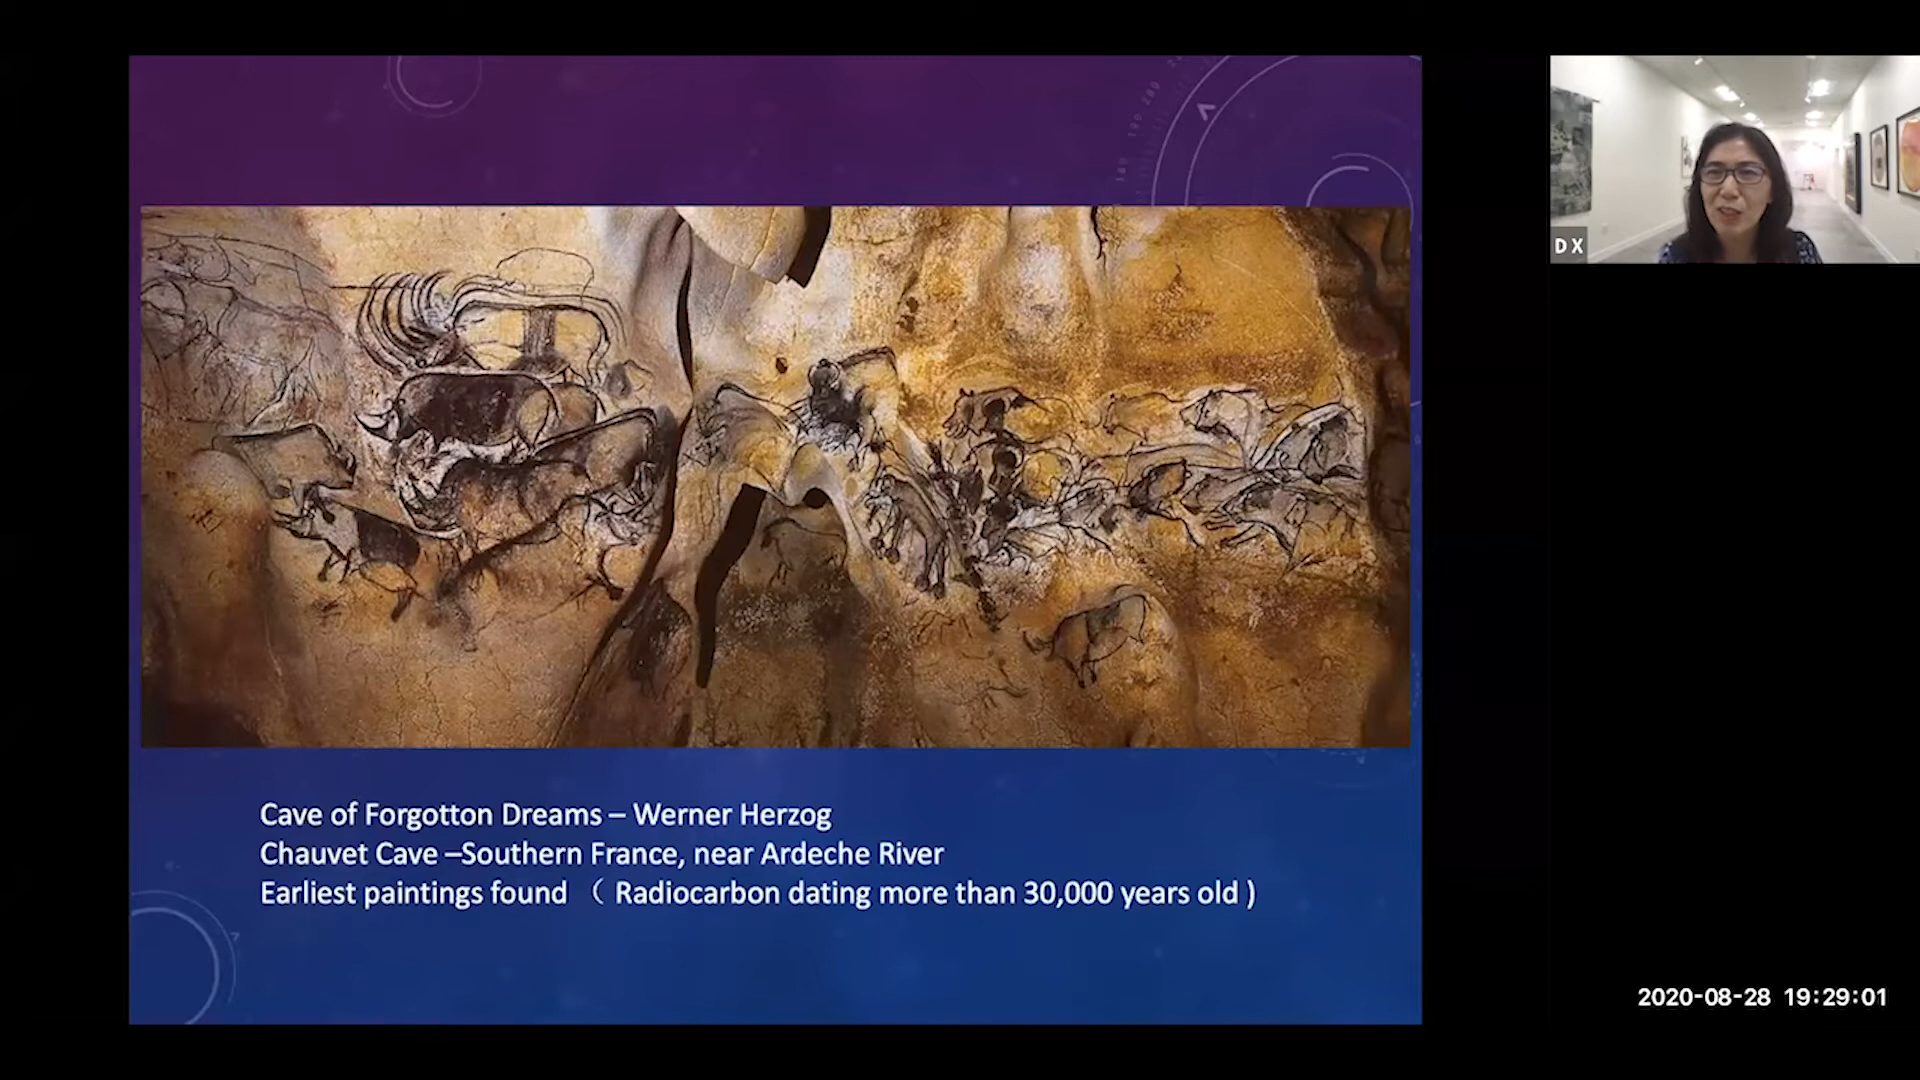 D X
Cave of Forgotton Dreams – Werner Herzog
Chauvet Cave –Southern France, near Ardeche River
Earliest paintings found （ Radiocarbon dating more than 30,000 years old )
2020-08-28 19:29:01